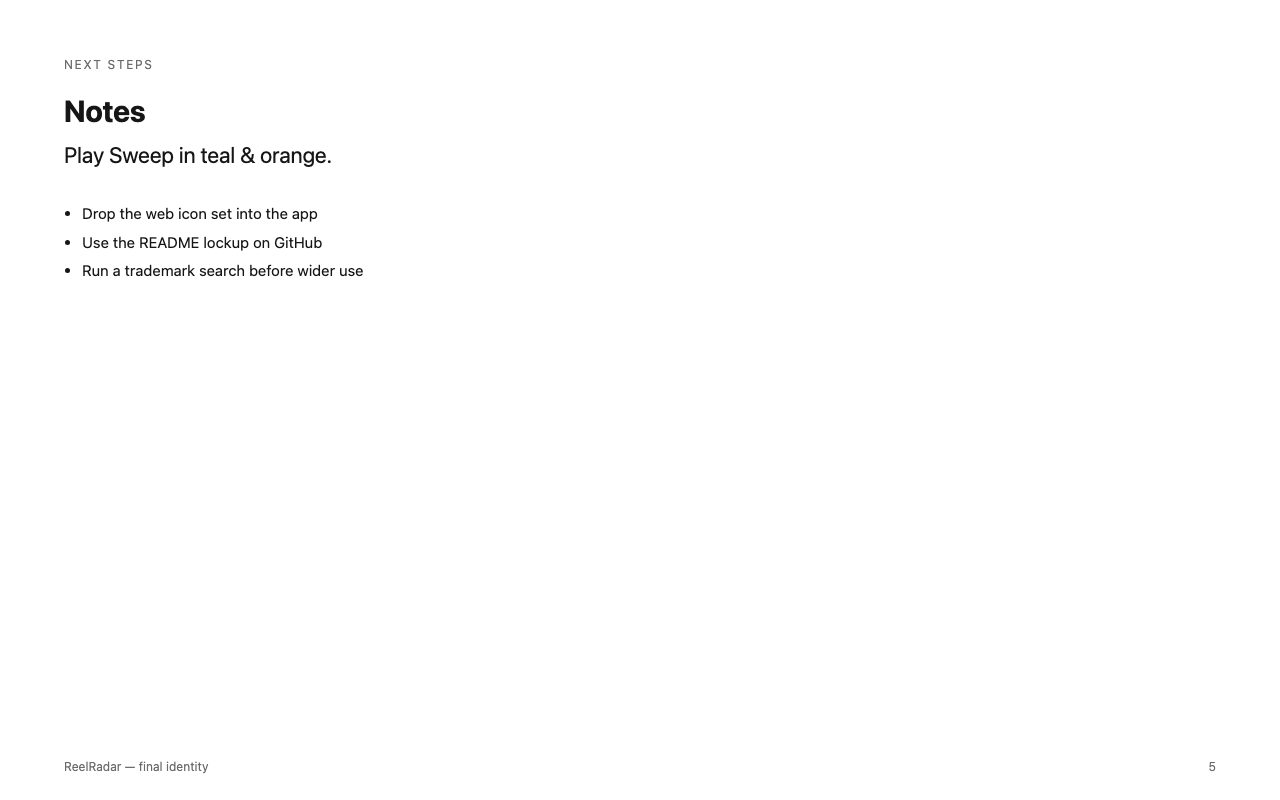 NEXT STEPS
Notes
Play Sweep in teal & orange.
• Drop the web icon set into the app
• Use the README lockup on GitHub
• Run a trademark search before wider use
ReelRadar — final identity
5